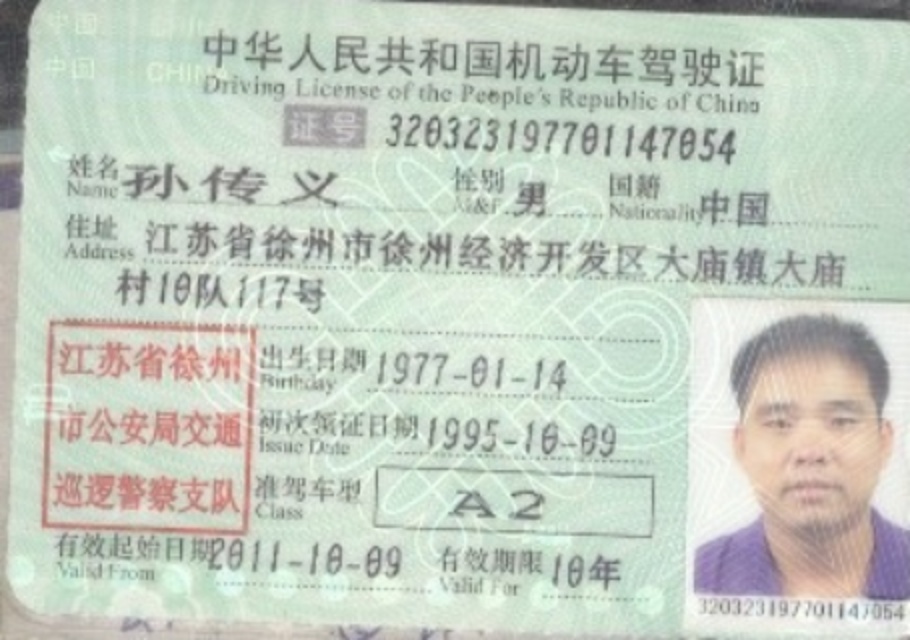 中国
中国 CHINA
中华人民共和国机动车驾驶证
Driving License of the People's Republic of China
证号 320323197701147054
姓名 Name 孙传义 性别 男 国籍 Nationality 中国
住址 Address 江苏省徐州市徐州经济开发区大庙镇大庙
村10队117号
江苏省徐州
市公安局交通
巡逻警察支队
出生日期 Birthday 1977-01-14
初次领证日期 Issue Date 1995-10-09
准驾车型 Class A2
有效起始日期 Valid From 2011-10-09 有效期限 Valid For 10年
320323197701147054